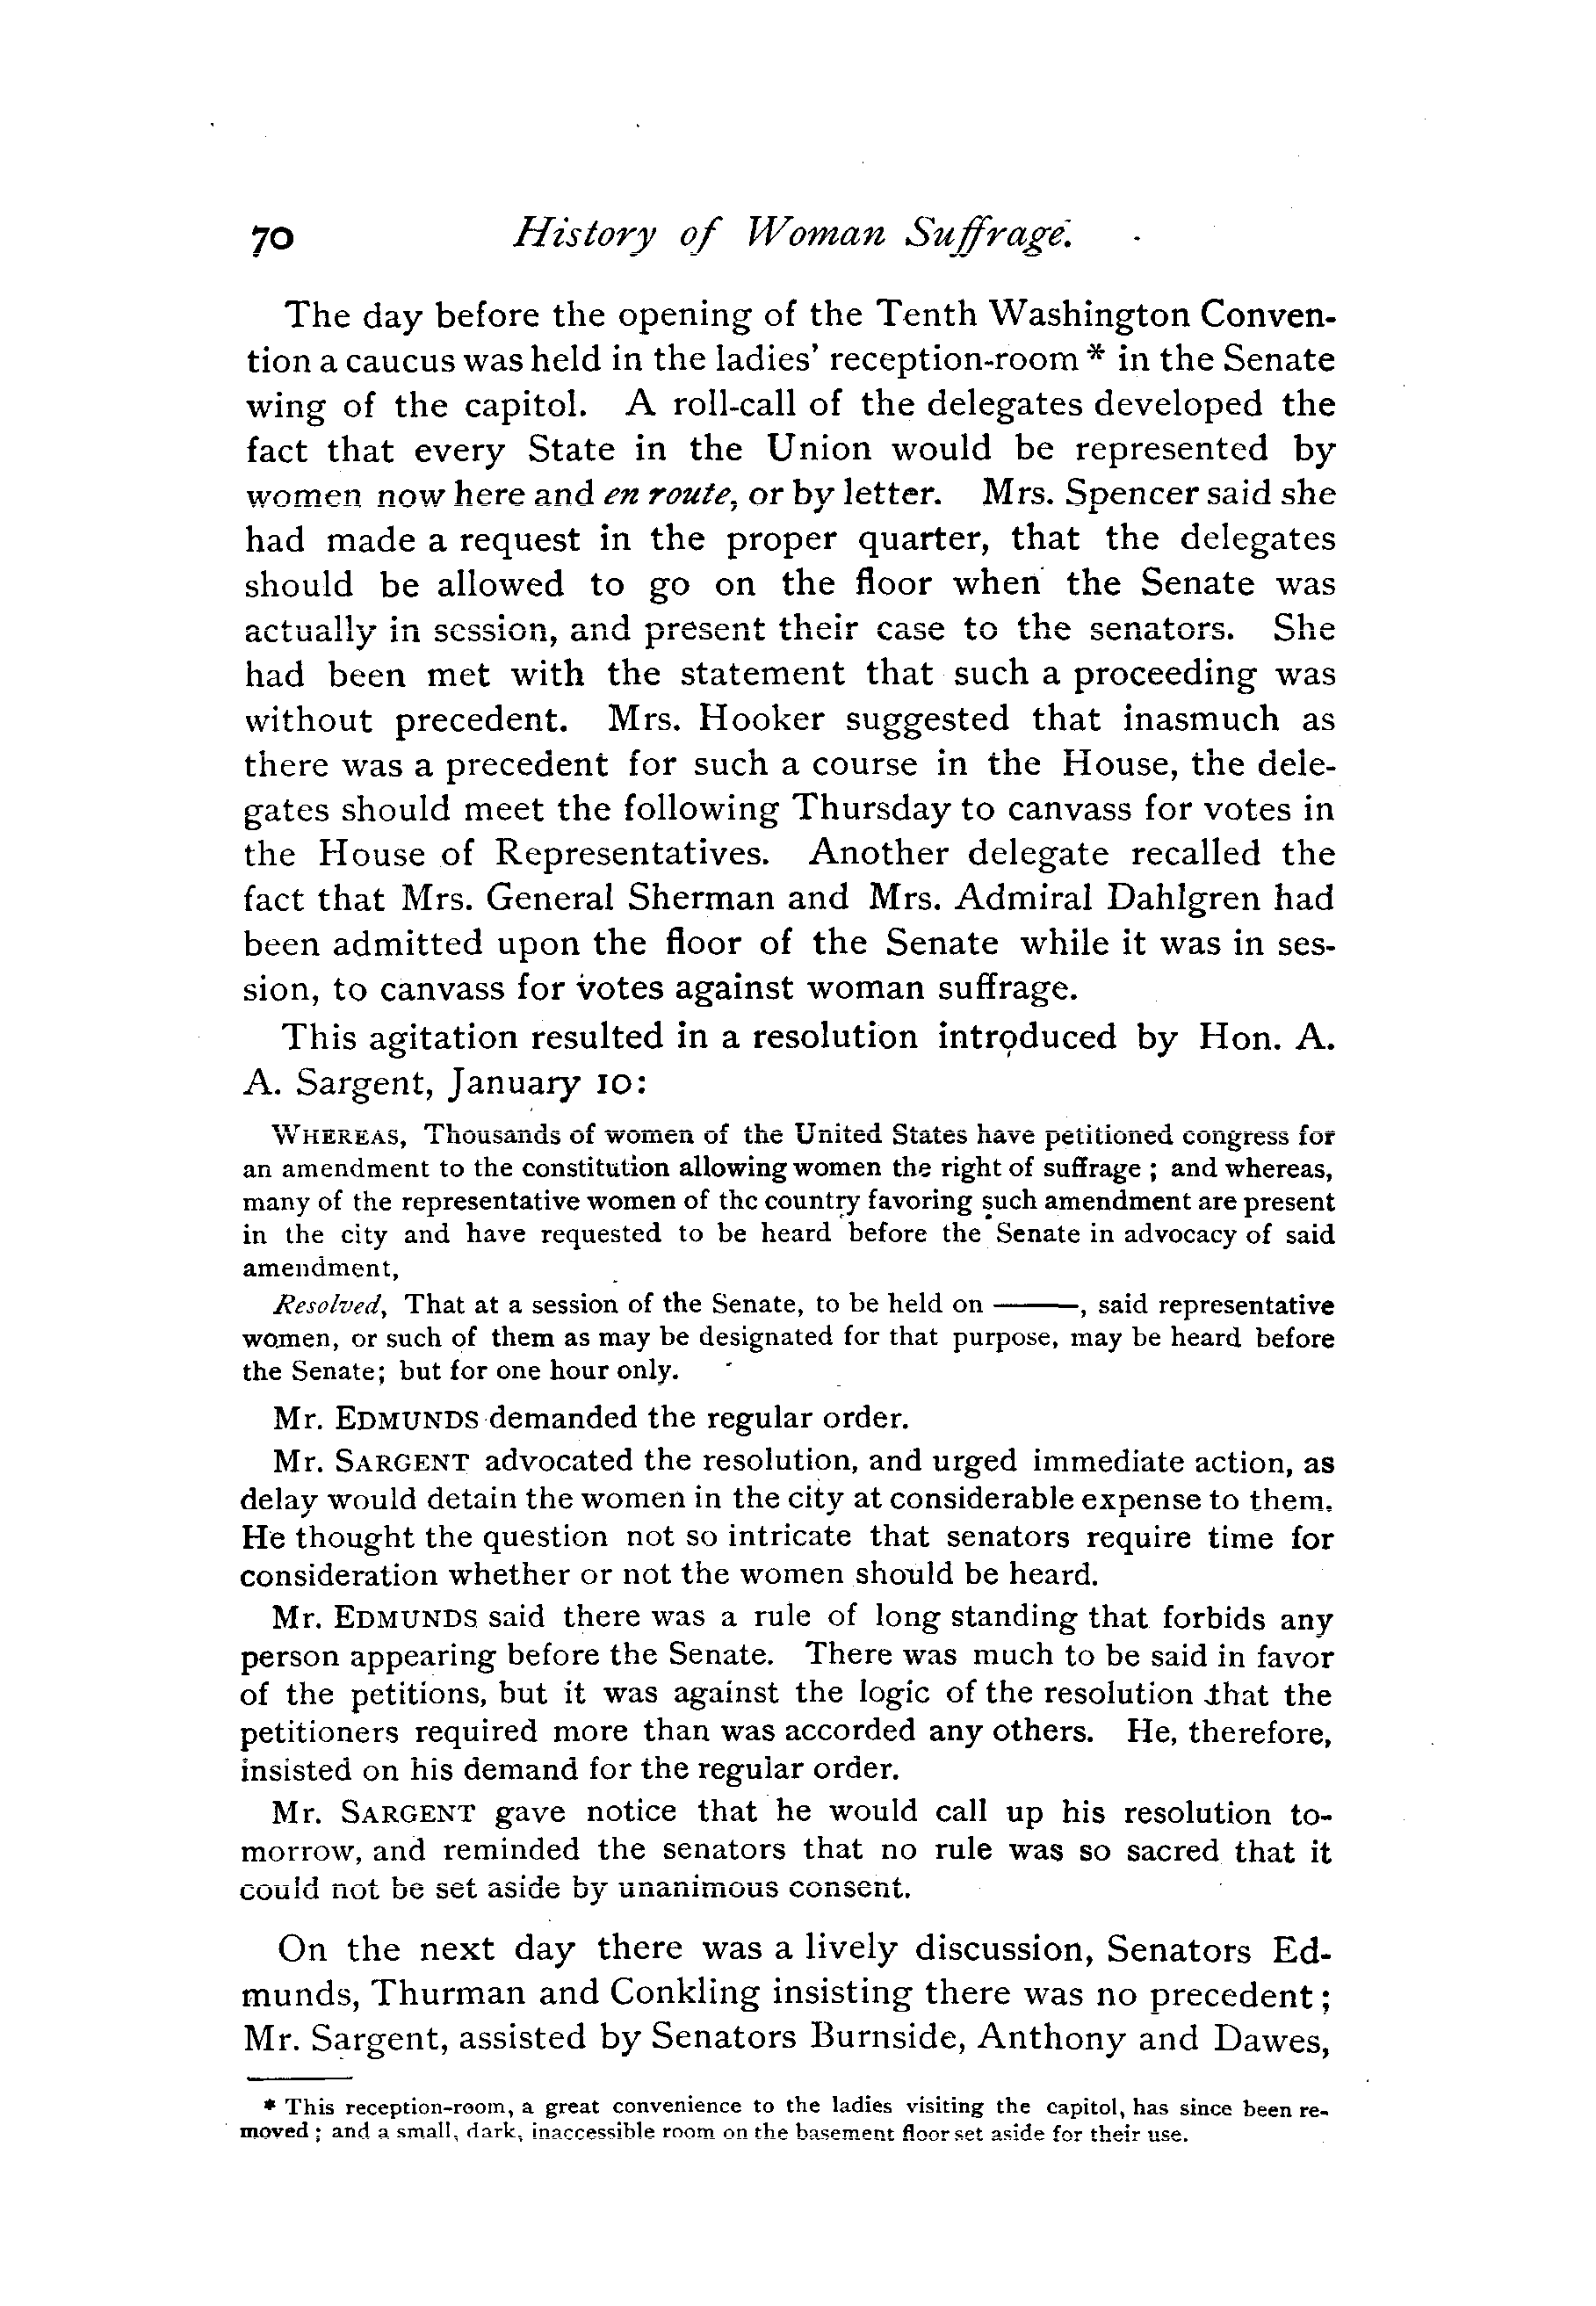 70 History of Woman Suffrage.
The day before the opening of the Tenth Washington Conven-
tion a caucus was held in the ladies' reception-room * in the Senate
wing of the capitol. A roll-call of the delegates developed the
fact that every State in the Union would be represented by
women now here and en route, or by letter. Mrs. Spencer said she
had made a request in the proper quarter, that the delegates
should be allowed to go on the floor when the Senate was
actually in session, and present their case to the senators. She
had been met with the statement that such a proceeding was
without precedent. Mrs. Hooker suggested that inasmuch as
there was a precedent for such a course in the House, the dele-
gates should meet the following Thursday to canvass for votes in
the House of Representatives. Another delegate recalled the
fact that Mrs. General Sherman and Mrs. Admiral Dahlgren had
been admitted upon the floor of the Senate while it was in ses-
sion, to canvass for votes against woman suffrage.
This agitation resulted in a resolution introduced by Hon. A.
A. Sargent, January 10:
WHEREAS, Thousands of women of the United States have petitioned congress for
an amendment to the constitution allowing women the right of suffrage ; and whereas,
many of the representative women of the country favoring such amendment are present
in the city and have requested to be heard before the Senate in advocacy of said
amendment,
Resolved, That at a session of the Senate, to be held on ———, said representative
women, or such of them as may be designated for that purpose, may be heard before
the Senate; but for one hour only.
Mr. EDMUNDS demanded the regular order.
Mr. SARGENT advocated the resolution, and urged immediate action, as
delay would detain the women in the city at considerable expense to them.
He thought the question not so intricate that senators require time for
consideration whether or not the women should be heard.
Mr. EDMUNDS said there was a rule of long standing that forbids any
person appearing before the Senate. There was much to be said in favor
of the petitions, but it was against the logic of the resolution that the
petitioners required more than was accorded any others. He, therefore,
insisted on his demand for the regular order.
Mr. SARGENT gave notice that he would call up his resolution to-
morrow, and reminded the senators that no rule was so sacred that it
could not be set aside by unanimous consent.
On the next day there was a lively discussion, Senators Ed-
munds, Thurman and Conkling insisting there was no precedent ;
Mr. Sargent, assisted by Senators Burnside, Anthony and Dawes,
* This reception-room, a great convenience to the ladies visiting the capitol, has since been re-
moved ; and a small, dark, inaccessible room on the basement floor set aside for their use.